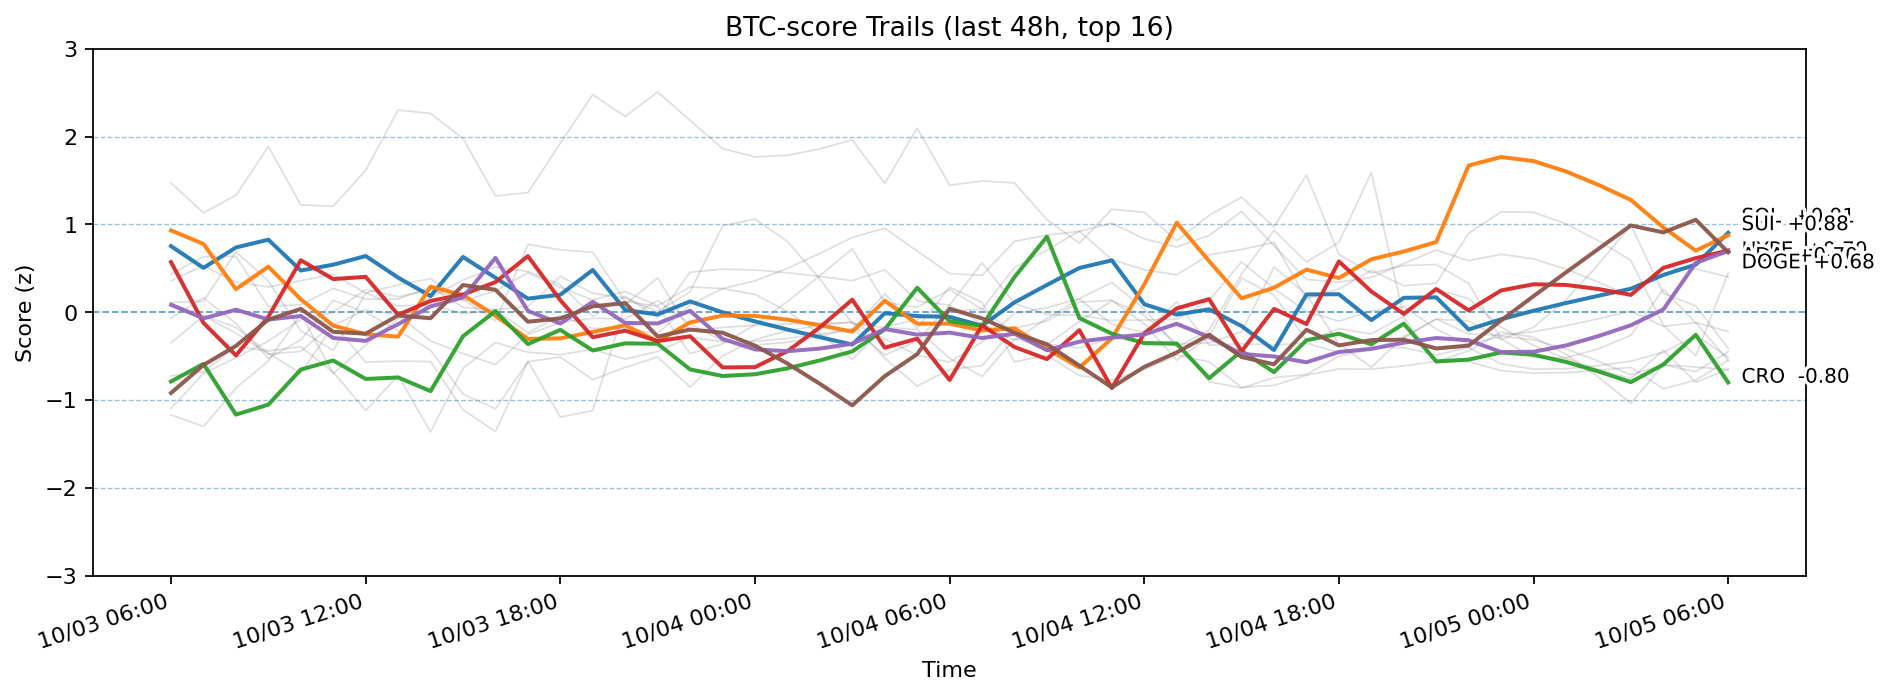 BTC-score Trails (last 48h, top 16)
Score (z)
3
2
1
0
−1
−2
−3
SUI +0.88
DOGE +0.68
CRO -0.80
10/03 06:00
10/03 12:00
10/03 18:00
10/04 00:00
10/04 06:00
10/04 12:00
10/04 18:00
10/05 00:00
10/05 06:00
Time